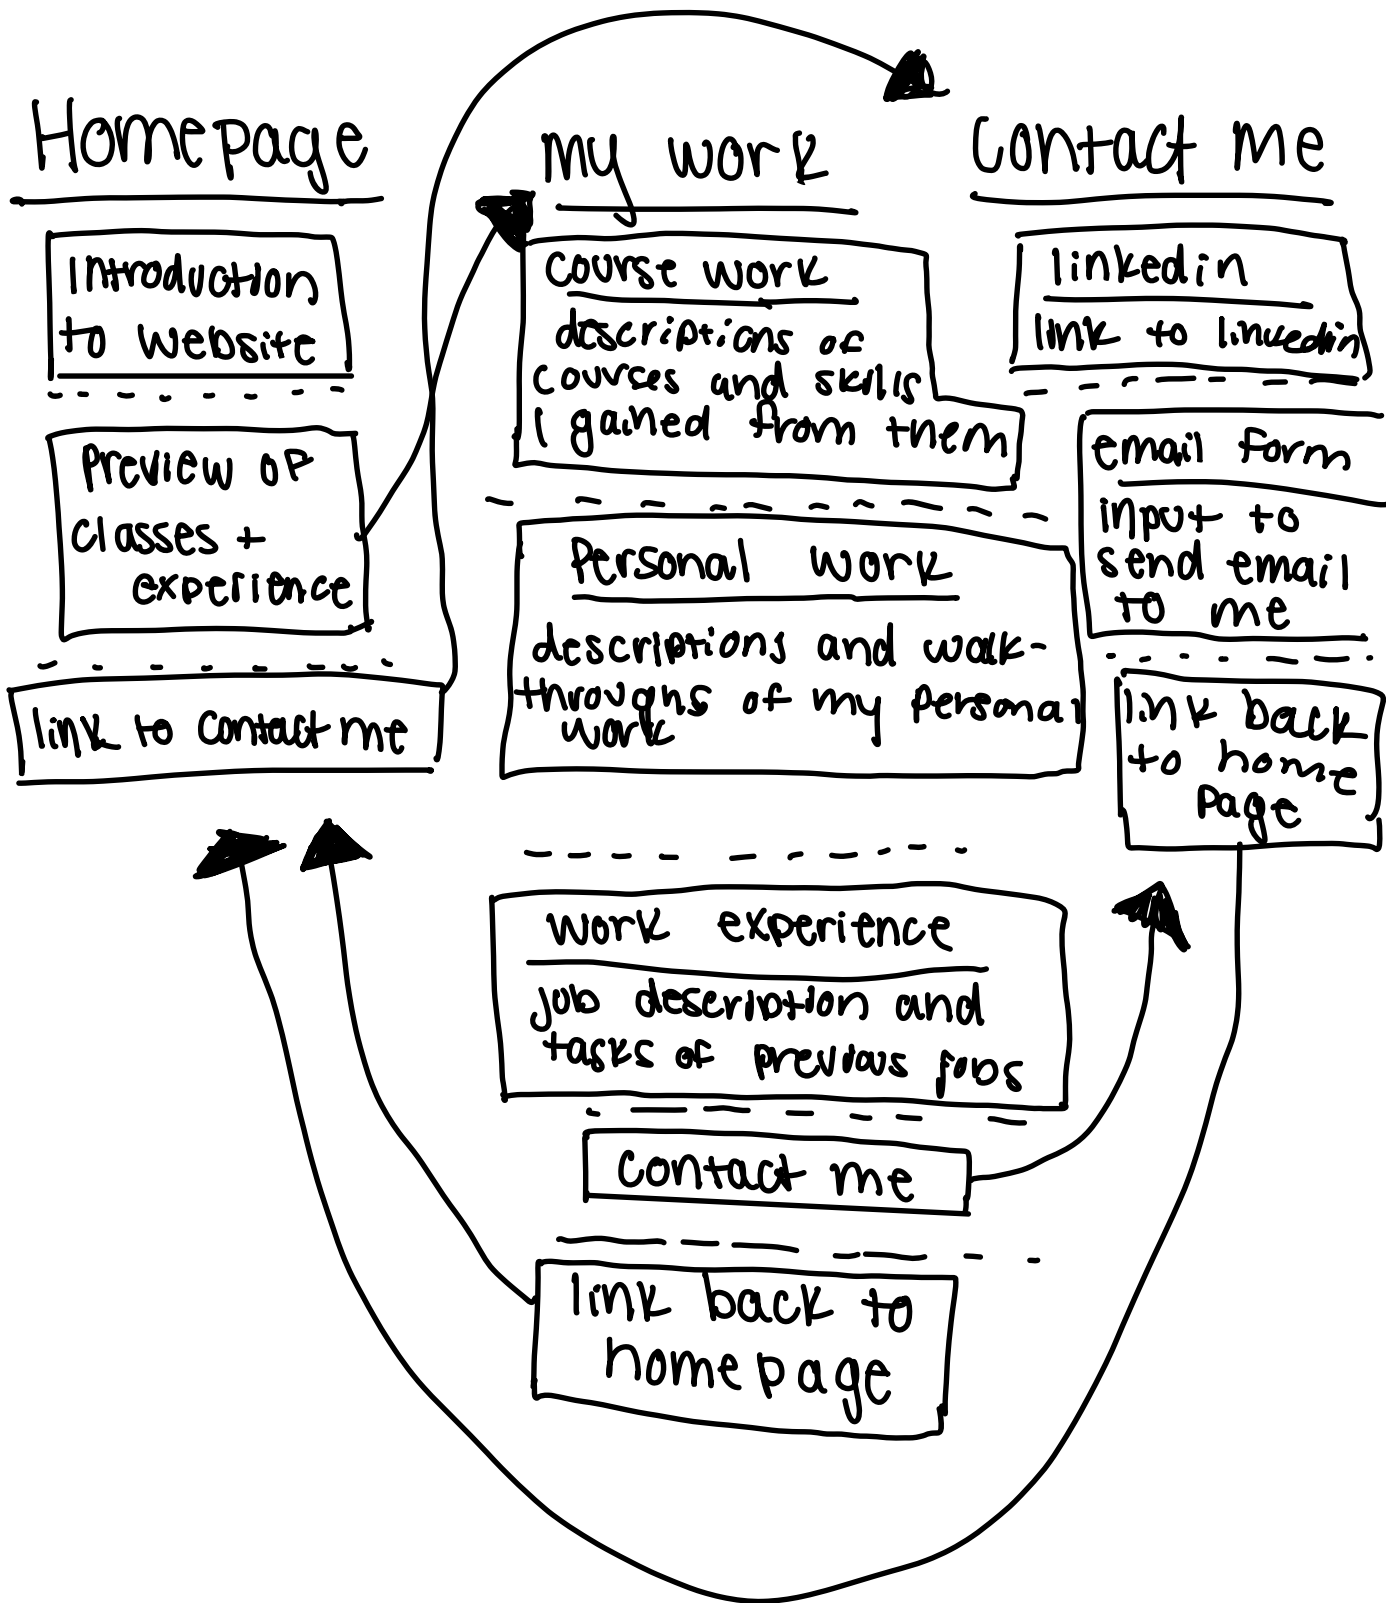 Homepage
Introduction
to website
Preview of
classes +
experience
link to contact me
my work
course work
descriptions of
courses and skills
I gained from them
Personal work
descriptions and walk-
throughs of my personal
work
work experience
job description and
tasks of previous jobs
contact me
link back to
homepage
contact me
linkedin
link to linkedin
email form
input to
send email
to me
link back
to home
page